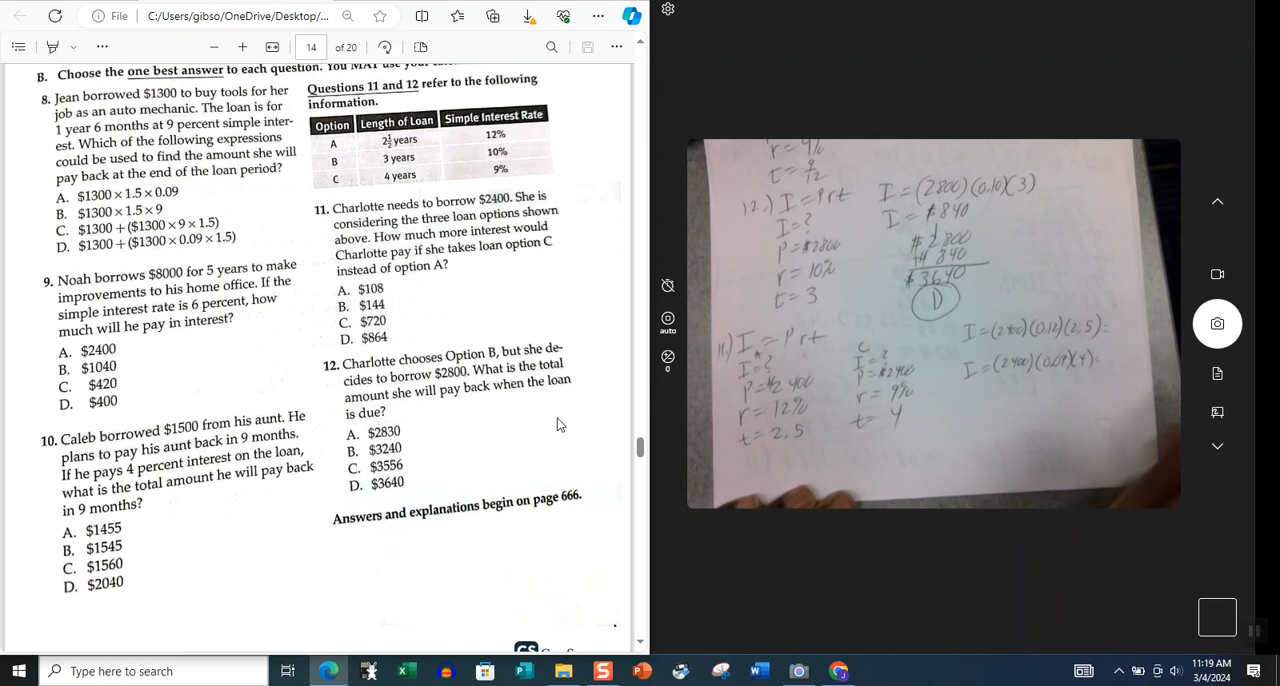 File
C:/Users/gibso/OneDrive/Desktop/...
14 of 20
B. Choose the one best answer to each question. You MAY use your
8. Jean borrowed $1300 to buy tools for her
job as an auto mechanic. The loan is for
1 year 6 months at 9 percent simple inter-
est. Which of the following expressions
could be used to find the amount she will
pay back at the end of the loan period?
A. $1300 × 1.5 × 0.09
B. $1300 × 1.5 × 9
C. $1300 + ($1300 × 9 × 1.5)
D. $1300 + ($1300 × 0.09 × 1.5)
9. Noah borrows $8000 for 5 years to make
improvements to his home office. If the
simple interest rate is 6 percent, how
much will he pay in interest?
A. $2400
B. $1040
C. $420
D. $400
10. Caleb borrowed $1500 from his aunt. He
plans to pay his aunt back in 9 months.
If he pays 4 percent interest on the loan,
what is the total amount he will pay back
in 9 months?
A. $1455
B. $1545
C. $1560
D. $2040
Questions 11 and 12 refer to the following
information.
Option Length of Loan Simple Interest Rate
A 2½ years 12%
B 3 years 10%
C 4 years 9%
11. Charlotte needs to borrow $2400. She is
considering the three loan options shown
above. How much more interest would
Charlotte pay if she takes loan option C
instead of option A?
A. $108
B. $144
C. $720
D. $864
12. Charlotte chooses Option B, but she de-
cides to borrow $2800. What is the total
amount she will pay back when the loan
is due?
A. $2830
B. $3240
C. $3556
D. $3640
Answers and explanations begin on page 666.
r = 4%
t = 9/12
12.) I = Prt
I = ?
P = $2800
r = 10%
t = 3
I = (2800)(0.10)(3)
I = $840
1
$2800
+$ 840
$3640
D
11.) I = Prt
A
I = ?
P = $2400
r = 12%
t = 2.5
C
I = ?
P = $2400
r = 9%
t = 4
I = (2400)(0.12)(2.5) =
I = (2400)(0.09)(4) =
auto
0
Type here to search
11:19 AM
3/4/2024